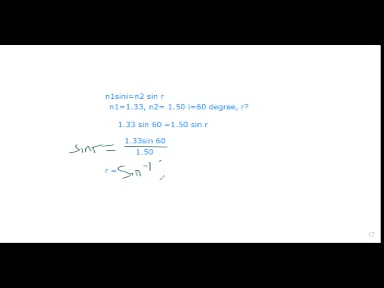 n1sini=n2 sin r
n1=1.33, n2= 1.50 i=60 degree, r?
1.33 sin 60 =1.50 sin r
sinr = 1.33sin 60
1.50
r = Sin⁻¹